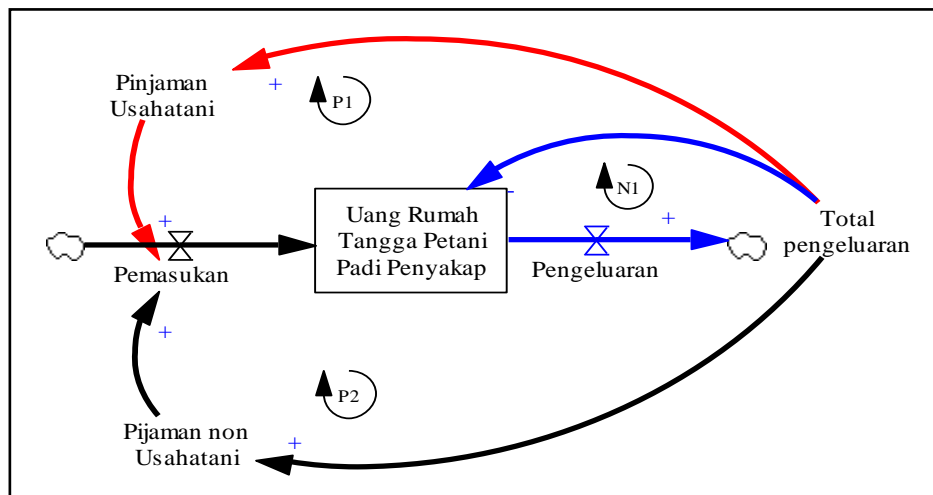 Pinjaman
Usahatani
+
P1
N1
-
Uang Rumah
Tangga Petani
Padi Penyakap
+
Pemasukan
+
Pengeluaran
Total
pengeluaran
+
P2
Pijaman non
Usahatani
+